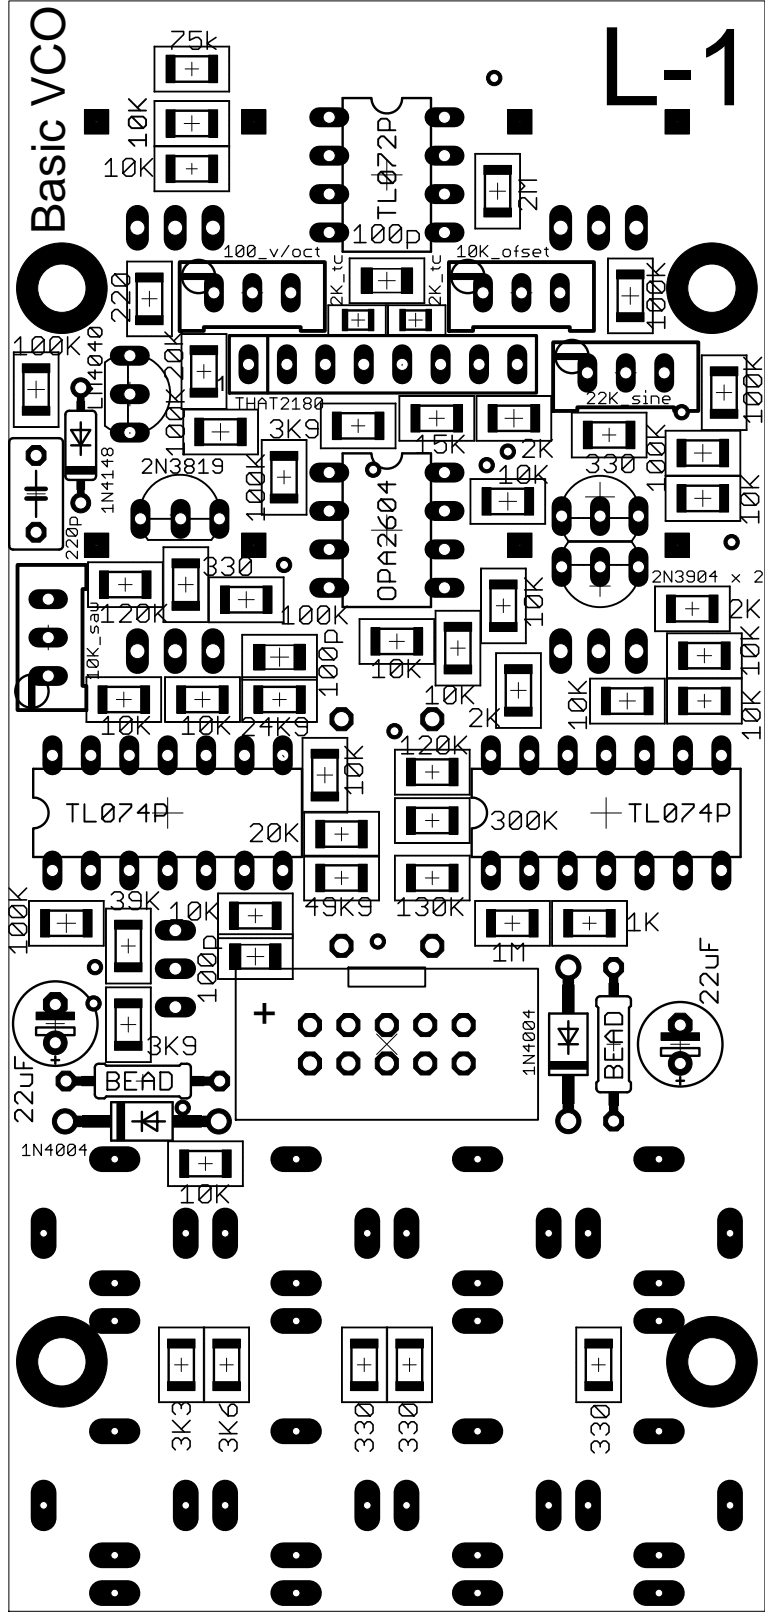 75k
Basic VCO
L-1
10K
10K
TL072P
2M
100p
100_v/oct
10K_ofset
220
2K_tc
2K_tc
100K
100K
LM4040
20K
1
THAT2180
22K_sine
100K
100K
3K9
15K
2K
330
100K
2N3819
1N4148
100K
10K
10K
220p
OPA2604
330
120K
100K
10K
2N3904 x 2
2K
10K_saw
100p
10K
10K
10K
10K
10K
24K9
2K
10K
10K
120K
10K
TL074P
20K
300K
TL074P
49K9
130K
100K
39K
10K
1M
1K
100p
22uF
+
3K9
1N4004
BEAD
22uF
+
+
BEAD
1N4004
10K
3K3
3K6
330
330
330